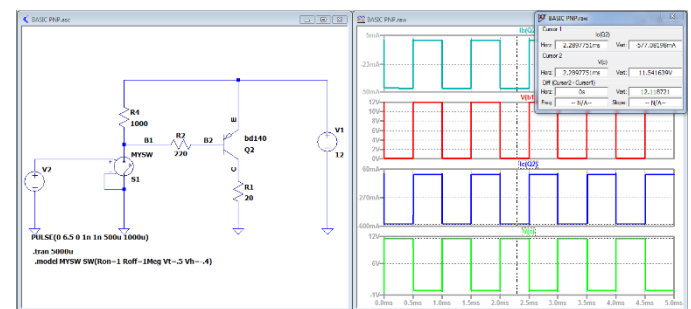 BASIC PNP.asc
R4
1000
B1
R2
220
B2
E
bd140
Q2
C
R1
20
V1
12
MYSW
S1
V2
PULSE(0 6.5 0 1n 1n 500u 1000u)
.tran 5000u
.model MYSW SW(Ron=1 Roff=1Meg Vt=.5 Vh=-.4)
BASIC PNP.raw
Ib(Q2)
5mA
-23mA
V(b1)
12V
10V
8V
6V
4V
2V
0V
Ic(Q2)
V(c)
12V
6V
-1V
0.0ms 0.5ms 1.0ms 1.5ms 2.0ms 2.5ms 3.0ms 3.5ms 4.0ms 4.5ms 5.0ms
BASIC PNP.raw
Cursor 1
Ic(Q2)
Horz: 2.2897751ms Vert: -577.08198mA
Cursor 2
V(c)
Horz: 2.2897751ms Vert: 11.541639V
Diff (Cursor2 - Cursor1)
Horz: 0s Vert: 12.118721
Freq: -- N/A-- Slope: -- N/A--